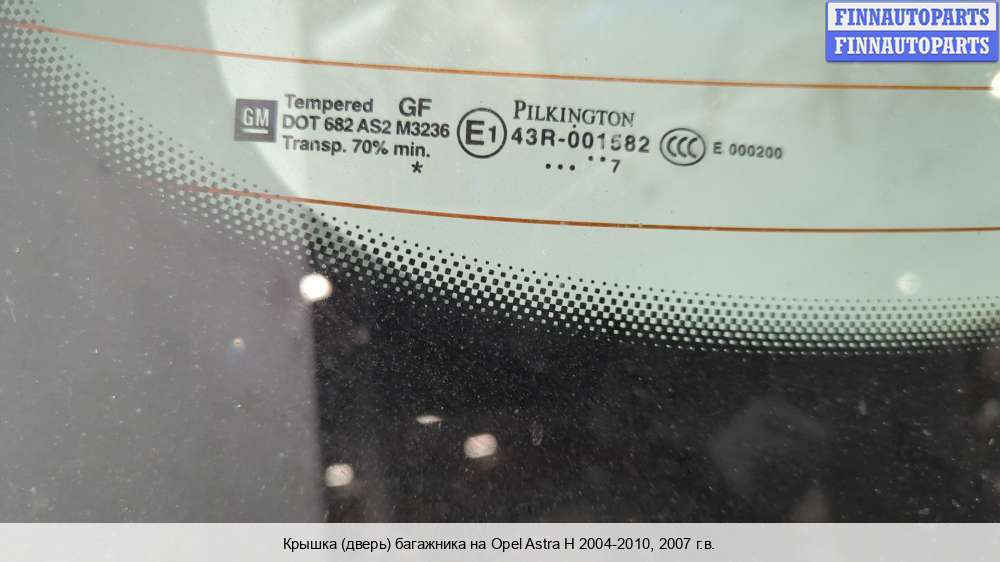 FINNAUTOPARTS
FINNAUTOPARTS
GM
Tempered GF
DOT 682 AS2 M3236
Transp. 70% min.
*
E1
PILKINGTON
43R-001582
... ..7
CCC
E 000200
Крышка (дверь) багажника на Opel Astra H 2004-2010, 2007 г.в.